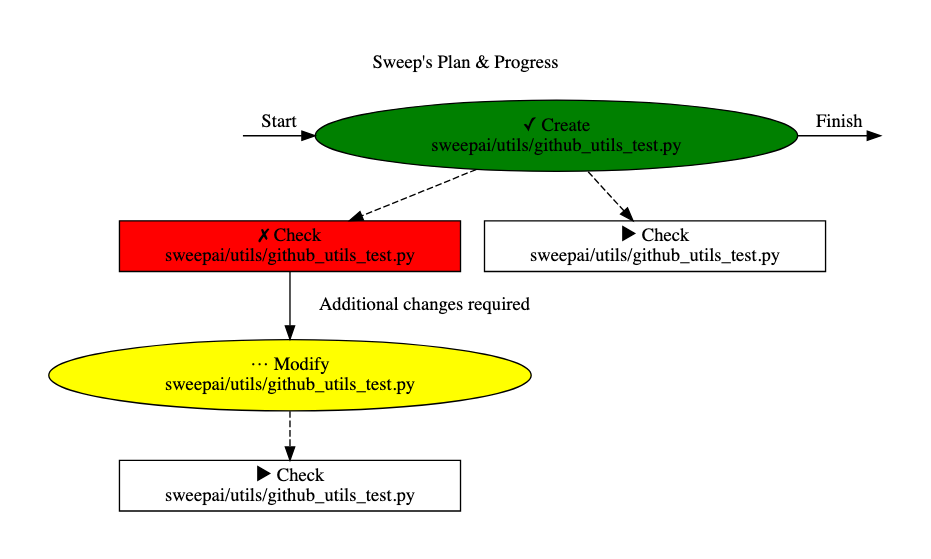 Sweep's Plan & Progress
Start
✓ Create
sweepai/utils/github_utils_test.py
Finish
✗ Check
sweepai/utils/github_utils_test.py
▶ Check
sweepai/utils/github_utils_test.py
Additional changes required
⋯ Modify
sweepai/utils/github_utils_test.py
▶ Check
sweepai/utils/github_utils_test.py